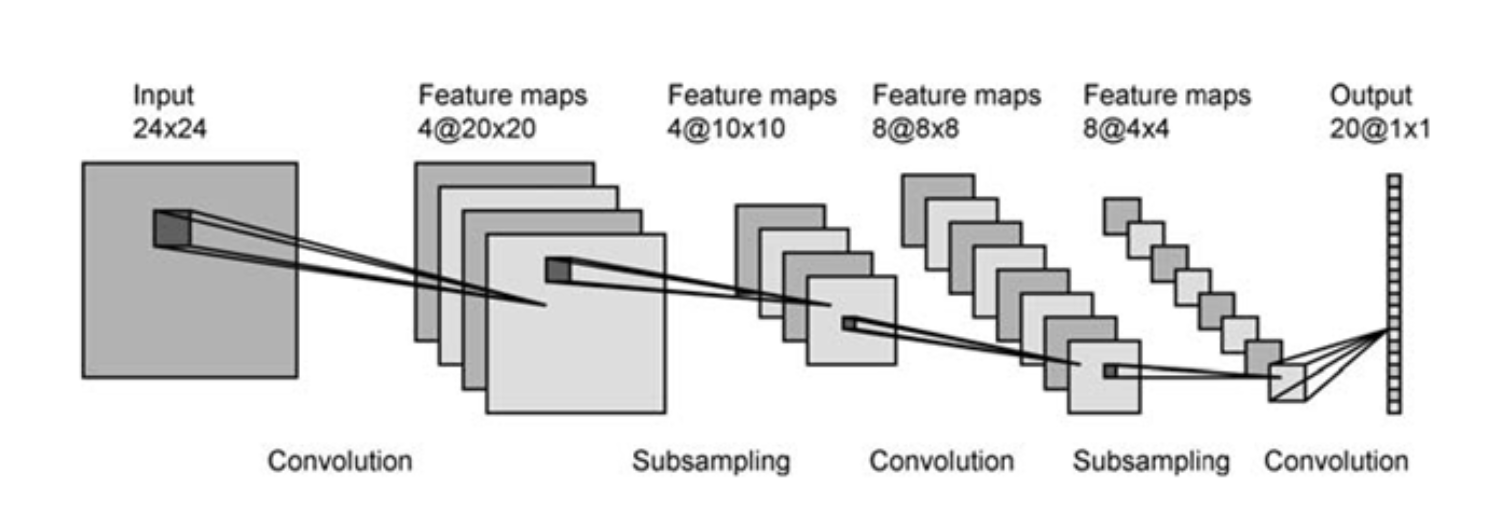 Input
24x24
Feature maps
4@20x20
Feature maps
4@10x10
Feature maps
8@8x8
Feature maps
8@4x4
Output
20@1x1
Convolution
Subsampling
Convolution
Subsampling
Convolution